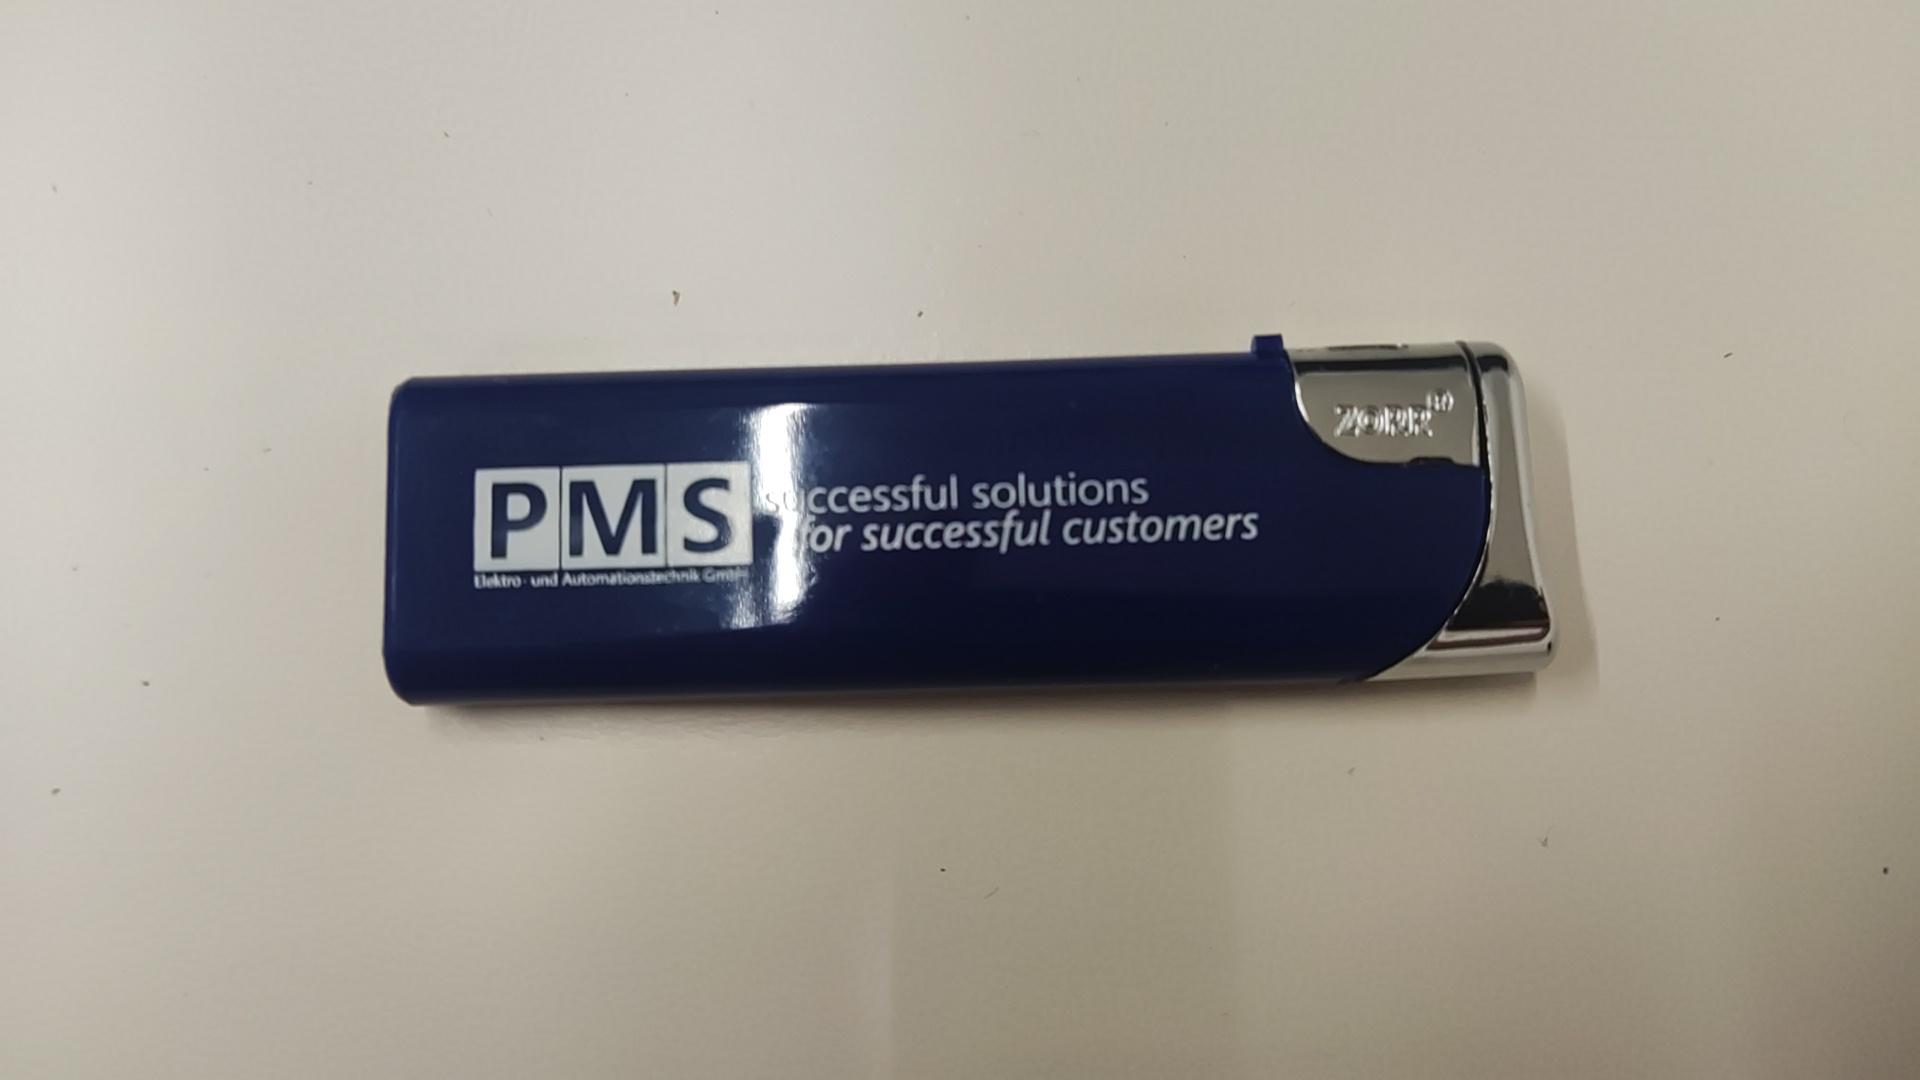 PMS
Elektro- und Automationstechnik GmbH
successful solutions
for successful customers
ZORR®